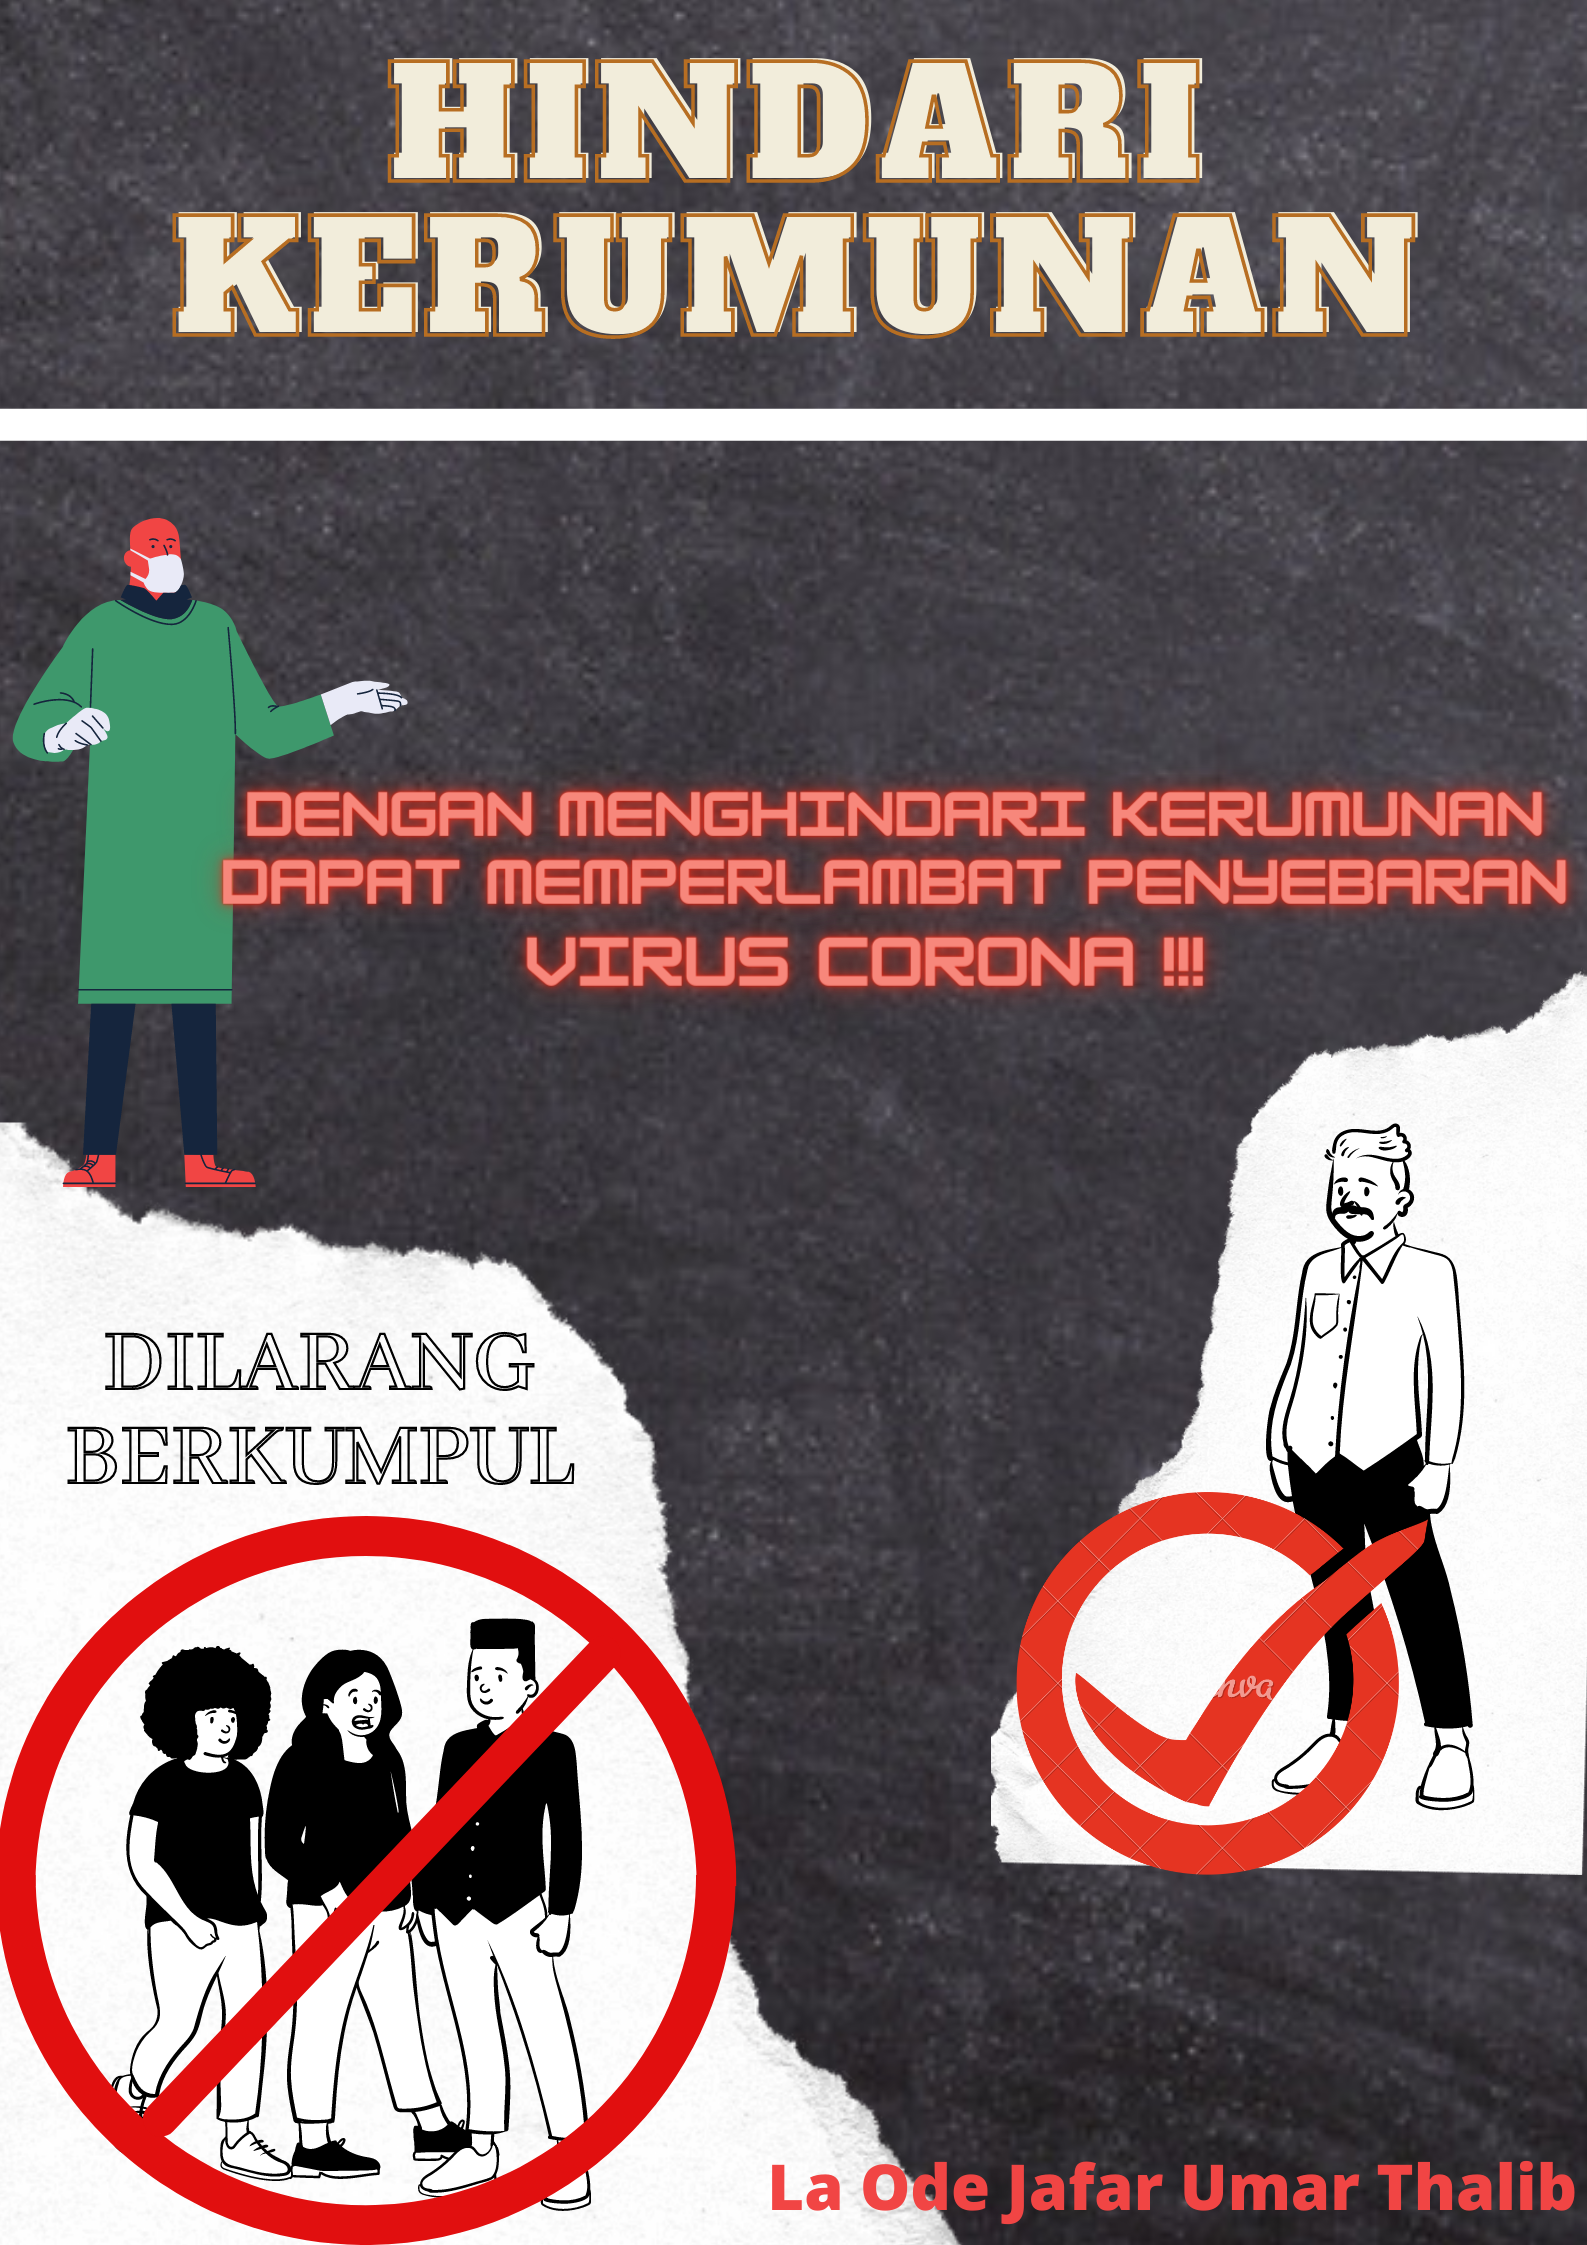 HINDARI
KERUMUNAN
DENGAN MENGHINDARI KERUMUNAN
DAPAT MEMPERLAMBAT PENYEBARAN
VIRUS CORONA !!!
DILARANG
BERKUMPUL
La Ode Jafar Umar Thalib